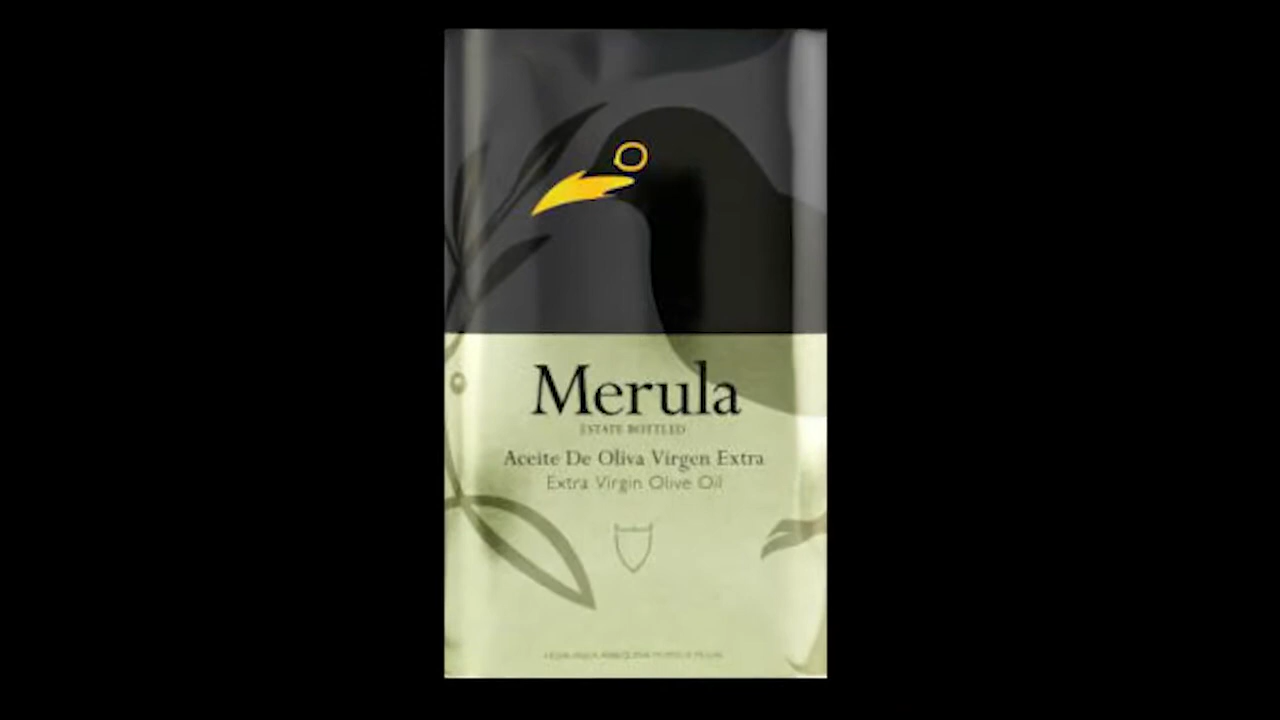 Merula
ESTATE BOTTLED
Aceite De Oliva Virgen Extra
Extra Virgin Olive Oil